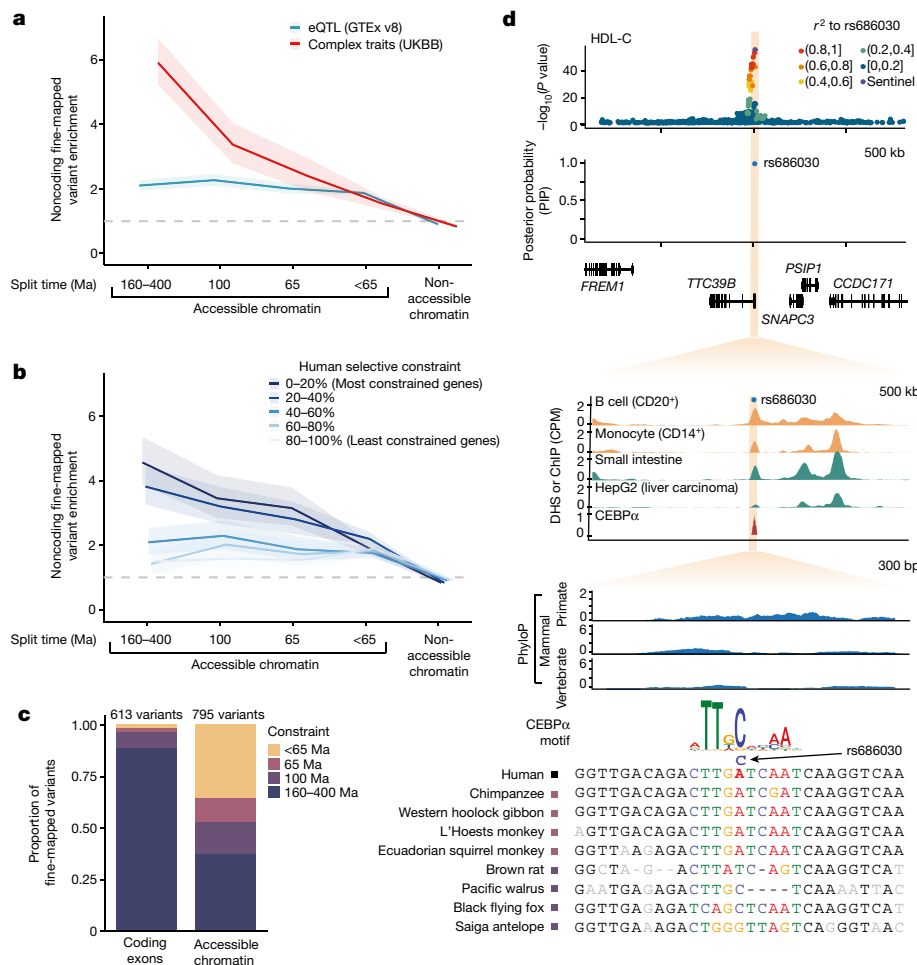 a
eQTL (GTEx v8)
Complex traits (UKBB)
Noncoding fine-mapped
variant enrichment
6
4
2
0
Split time (Ma)
160–400
100
65
<65
Non-
accessible
chromatin
Accessible chromatin
b
Human selective constraint
0–20% (Most constrained genes)
20–40%
40–60%
60–80%
80–100% (Least constrained genes)
Noncoding fine-mapped
variant enrichment
6
4
2
0
Split time (Ma)
160–400
100
65
<65
Non-
accessible
chromatin
Accessible chromatin
c
613 variants
795 variants
Constraint
<65 Ma
65 Ma
100 Ma
160–400 Ma
Proportion of
fine-mapped variants
1.00
0.75
0.50
0.25
0
Coding
exons
Accessible
chromatin
d
HDL-C
r² to rs686030
(0.8,1]
(0.6,0.8]
(0.4,0.6]
(0.2,0.4]
[0,0.2]
Sentinel
–log₁₀(P value)
40
20
0
500 kb
rs686030
Posterior probability
(PIP)
1.0
0.5
0
FREM1
TTC39B
PSIP1
SNAPC3
CCDC171
500 kb
rs686030
DHS or ChIP (CPM)
B cell (CD20⁺)
2
0
Monocyte (CD14⁺)
2
0
Small intestine
2
0
HepG2 (liver carcinoma)
2
0
CEBPα
1
0
300 bp
PhyloP
Primate
2
0
Mammal
6
0
Vertebrate
6
0
CEBPα
motif
TTGC AA
C
rs686030
Human GGTTGACAGACTTGATCAATCAAGGTCAA
Chimpanzee GGTTGACAGACTTGATCGATCAAGGTCAA
Western hoolock gibbon GGTTGACAGACTTGATCAATCAAGGTCAA
L'Hoests monkey AGTTGACAGACTTGATCAATCAAGGTCAA
Ecuadorian squirrel monkey GGTTAAGAGACTTGATCAATCAAGGTCAA
Brown rat GGCTA-G--ACTTATC-AGTCAAGGTCAT
Pacific walrus GAATGAGAGACTTGC----TCAAAATTAC
Black flying fox GGTTGAGAGATCAGCTCAATCAAGGTCAT
Saiga antelope GGTTGAAAGACTGGGTTAGTCAGGGTAAC